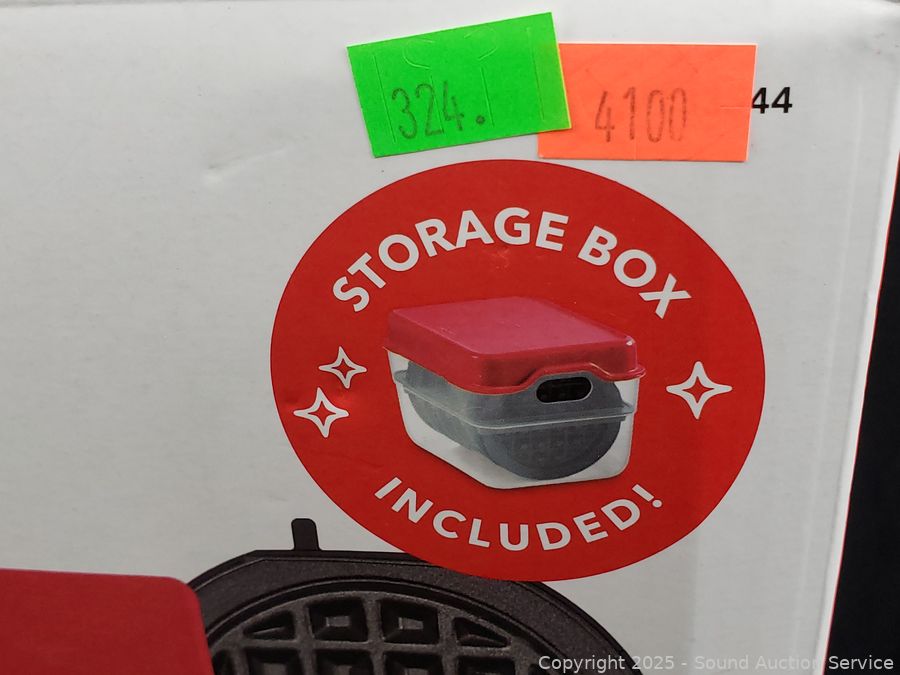 324.
4100
44
STORAGE BOX
INCLUDED!
Copyright 2025 - Sound Auction Service